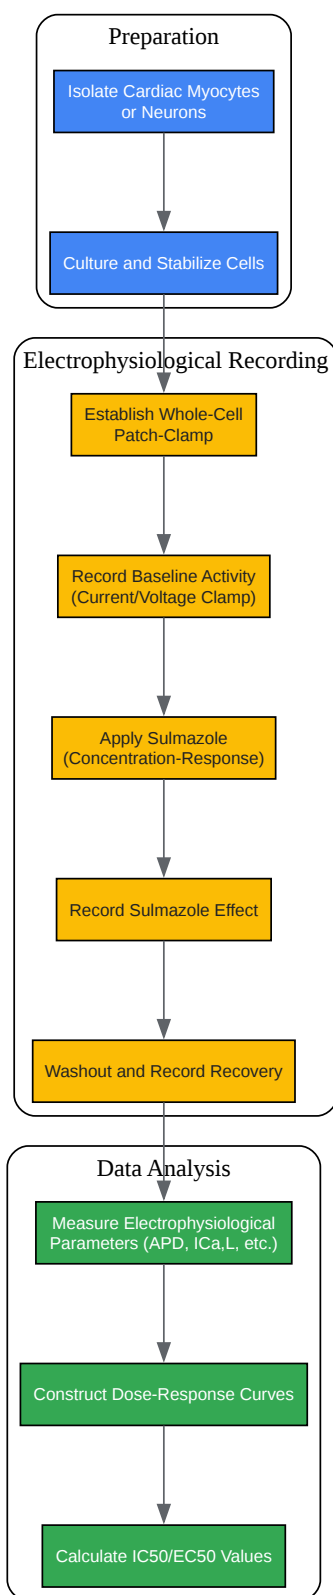 Preparation
Isolate Cardiac Myocytes
or Neurons
Culture and Stabilize Cells
Electrophysiological Recording
Establish Whole-Cell
Patch-Clamp
Record Baseline Activity
(Current/Voltage Clamp)
Apply Sulmazole
(Concentration-Response)
Record Sulmazole Effect
Washout and Record Recovery
Data Analysis
Measure Electrophysiological
Parameters (APD, ICa,L, etc.)
Construct Dose-Response Curves
Calculate IC50/EC50 Values